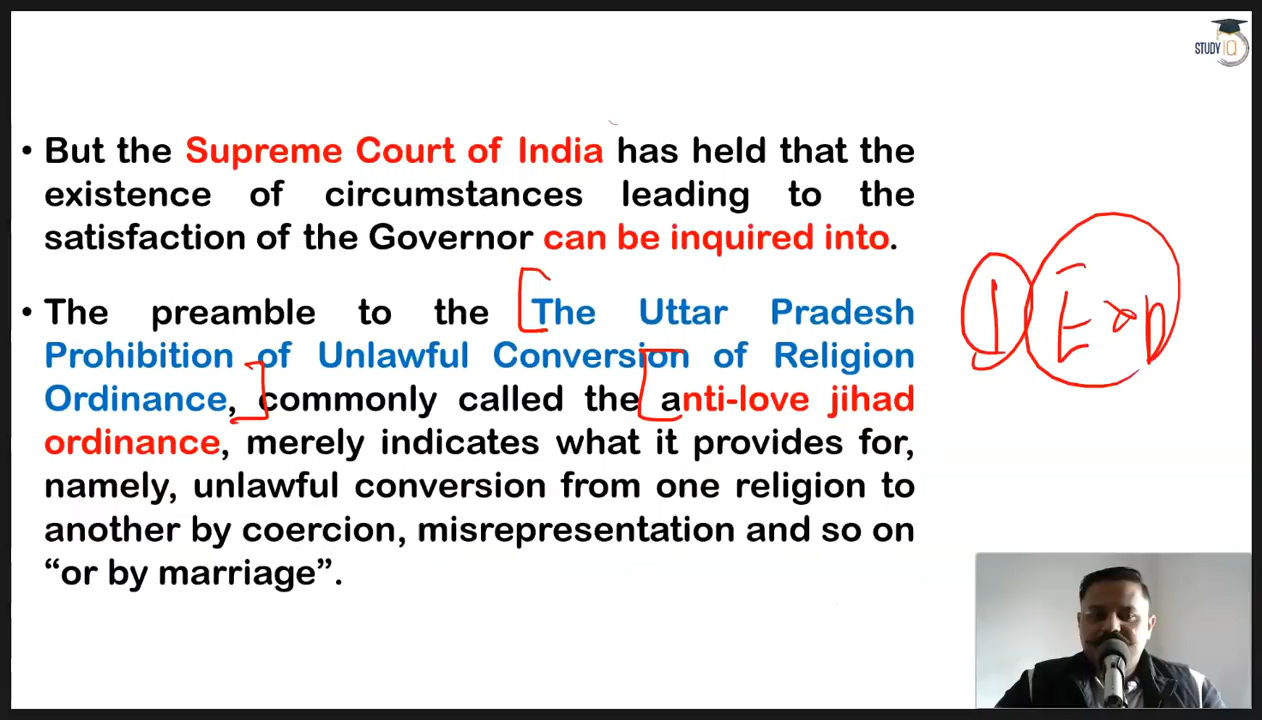 STUDY IQ
• But the Supreme Court of India has held that the
existence of circumstances leading to the
satisfaction of the Governor can be inquired into.
• The preamble to the The Uttar Pradesh
Prohibition of Unlawful Conversion of Religion
Ordinance, commonly called the anti-love jihad
ordinance, merely indicates what it provides for,
namely, unlawful conversion from one religion to
another by coercion, misrepresentation and so on
“or by marriage”.
I Exp